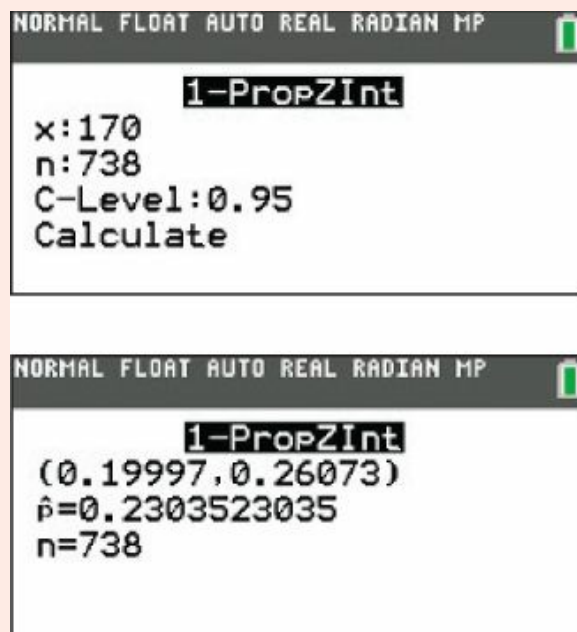 NORMAL FLOAT AUTO REAL RADIAN MP
1-PropZInt
x:170
n:738
C-Level:0.95
Calculate
NORMAL FLOAT AUTO REAL RADIAN MP
1-PropZInt
(0.19997,0.26073)
p̂=0.2303523035
n=738